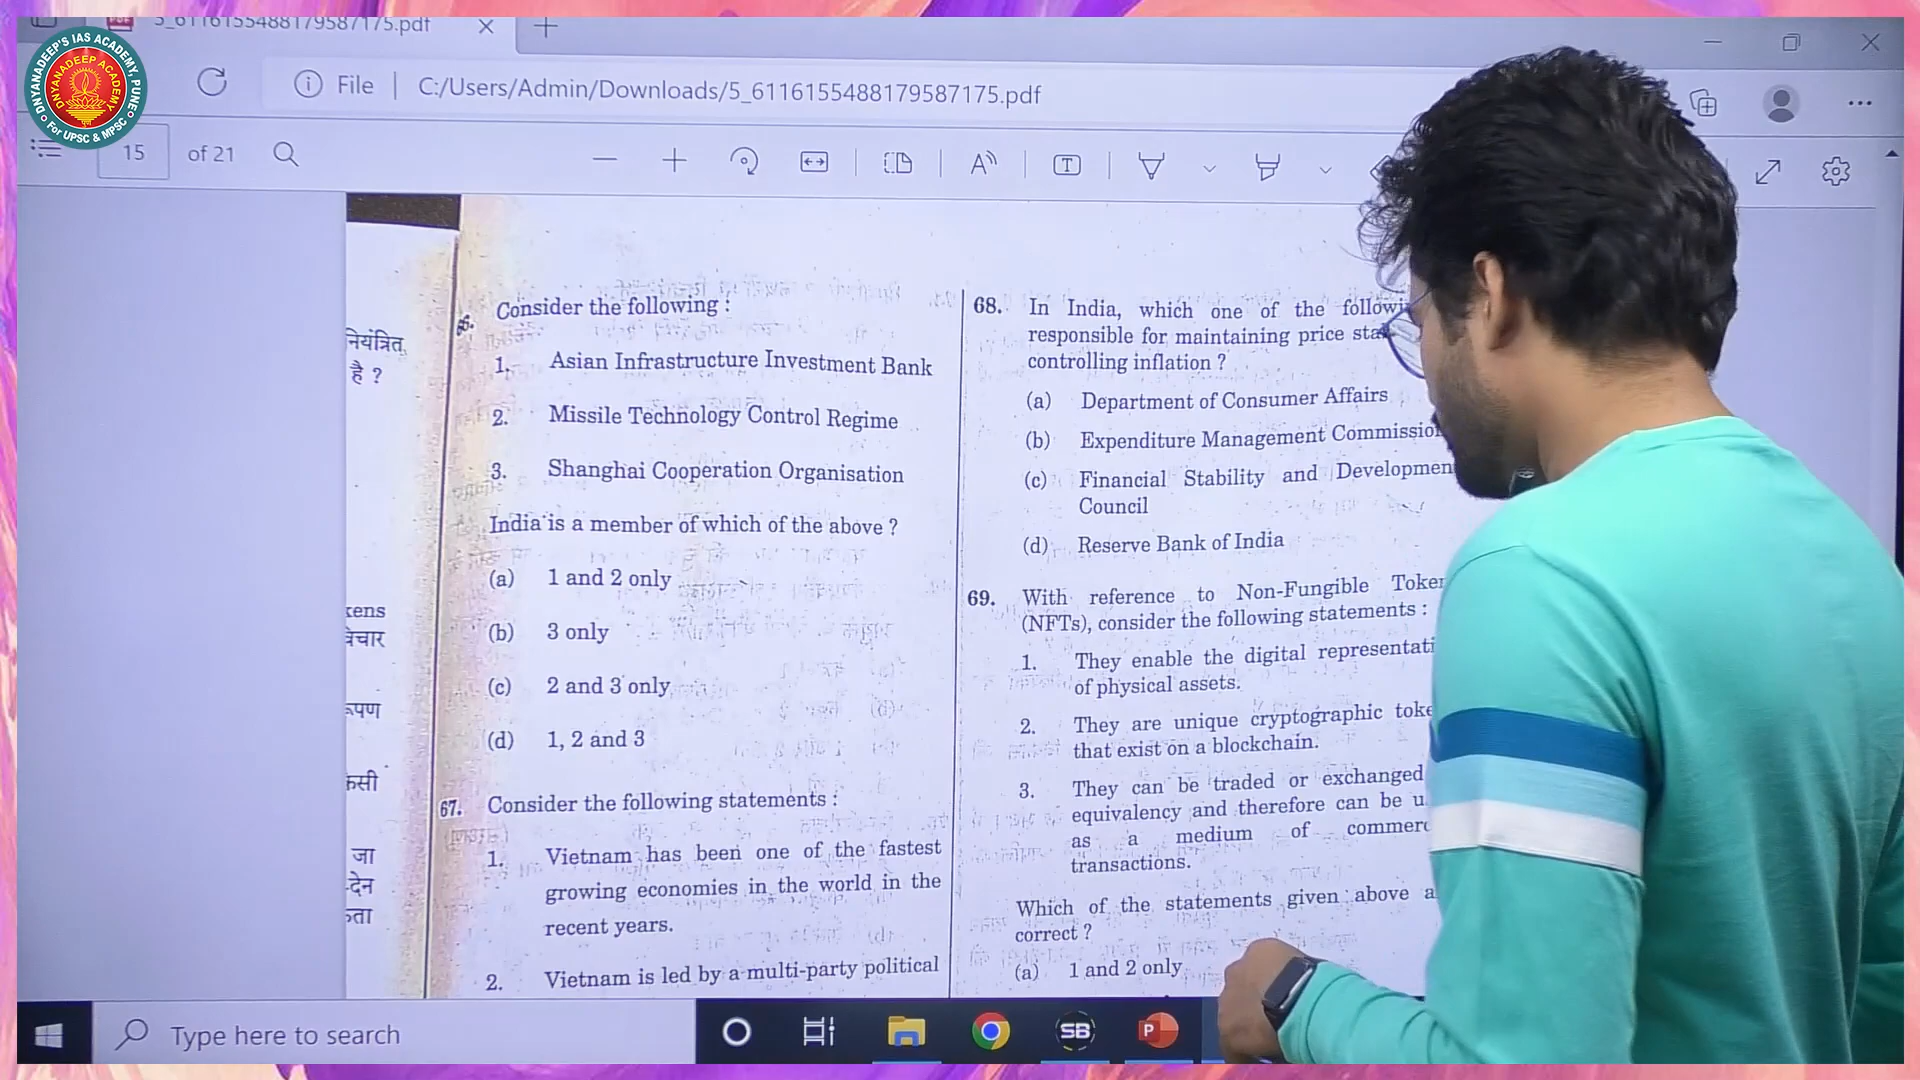 5_6116155488179587175.pdf
DNYANADEEP'S IAS ACADEMY, PUNE
DNYANADEEP ACADEMY
For UPSC & MPSC
File
C:/Users/Admin/Downloads/5_6116155488179587175.pdf
15
of 21
नियंत्रित
है ?
रूपण
जा
66.
Consider the following :
1. Asian Infrastructure Investment Bank
2. Missile Technology Control Regime
3. Shanghai Cooperation Organisation
India is a member of which of the above ?
(a) 1 and 2 only
(b) 3 only
(c) 2 and 3 only
(d) 1, 2 and 3
67. Consider the following statements :
1. Vietnam has been one of the fastest
growing economies in the world in the
recent years.
2. Vietnam is led by a multi-party political
68. In India, which one of the
responsible for maintaining price
controlling inflation ?
(a) Department of Consumer Affairs
(b) Expenditure Management
(c) Financial Stability and
Council
(d) Reserve Bank of India
69. With reference to Non-Fungible
(NFTs), consider the following statements :
1. They enable the digital
of physical assets.
2. They are unique cryptographic
that exist on a blockchain.
3. They can be traded or exchanged
equivalency and therefore can be
as a medium of
transactions.
Which of the statements given above
correct ?
(a) 1 and 2 only
Type here to search
SB
P